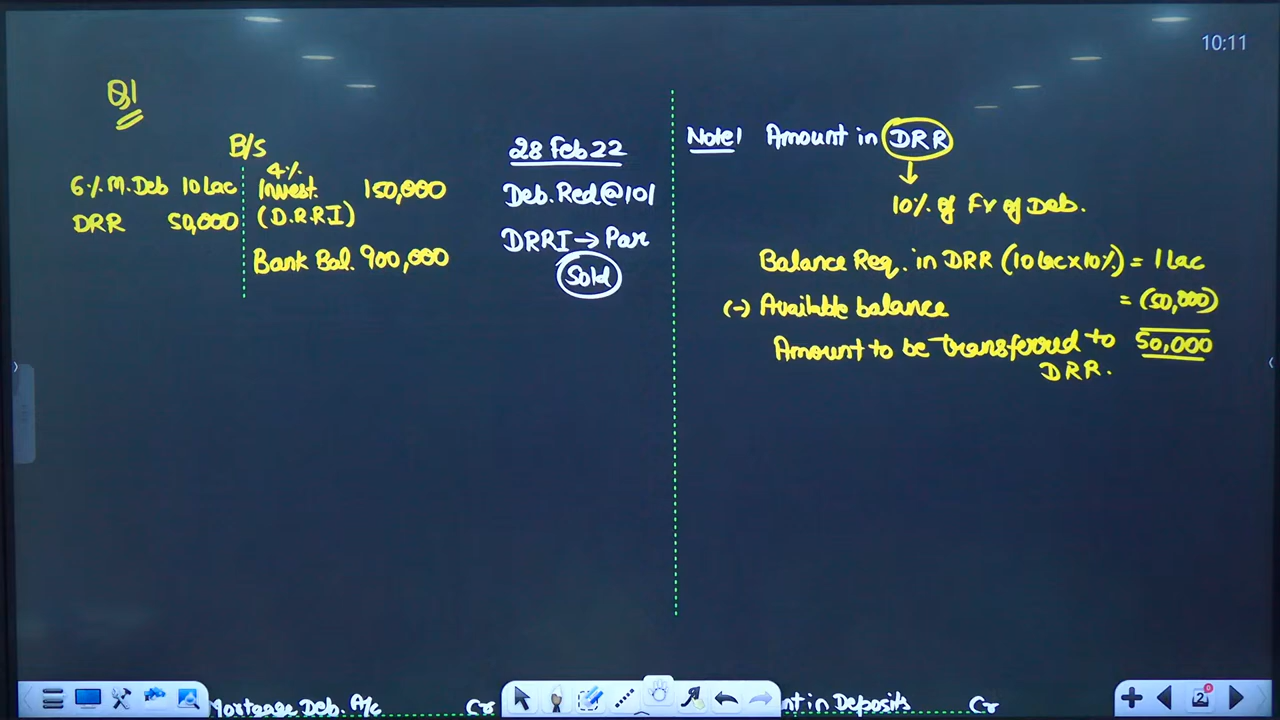 10:11
Q1
B/s
6% M. Deb 10 Lac
DRR 50,000
4%
Invest. 150,000
(D.R.R I)
Bank Bal. 900,000
28 Feb 22
Deb. Red @ 101
DRRI → Par
Sold
Note 1 Amount in DRR
10% of Fv of Deb.
Balance Req. in DRR (10 Lac x 10%) = 1 Lac
(-) Available balance = (50,000)
Amount to be transferred to 50,000
DRR.
Mortgage Deb. A/c Cr
nt in Deposits Cr
2